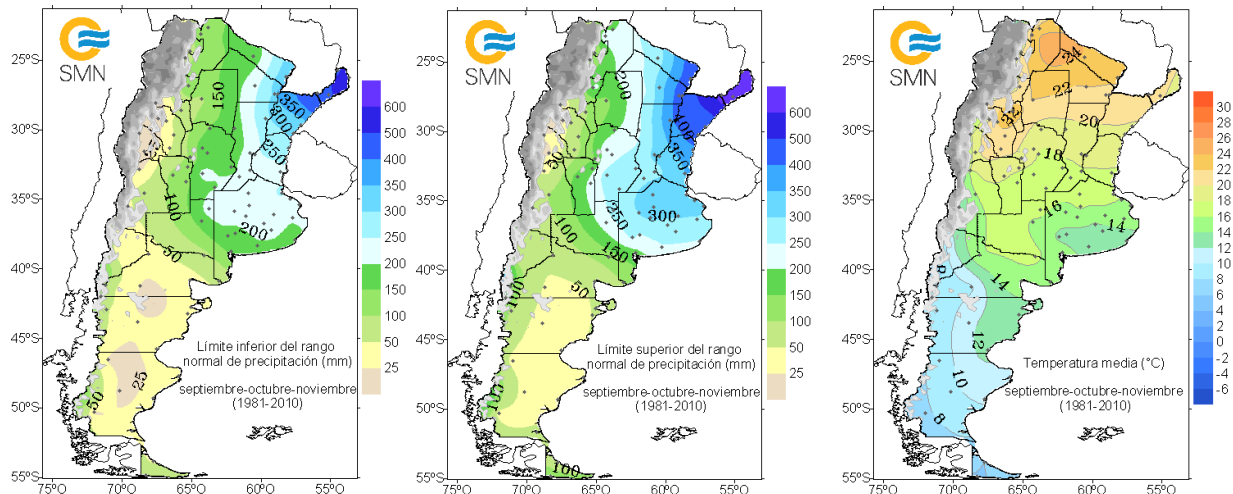 SMN
25ºS
30ºS
35ºS
40ºS
45ºS
50ºS
55ºS
75ºO
70ºO
65ºO
60ºO
55ºO
150
350
300
250
25
100
200
50
25
50
Límite inferior del rango
normal de precipitación (mm)
septiembre-octubre-noviembre
(1981-2010)
600
500
400
350
300
250
200
150
100
50
25
SMN
25ºS
30ºS
35ºS
40ºS
45ºS
50ºS
55ºS
75ºO
70ºO
65ºO
60ºO
55ºO
200
400
350
50
300
250
100
150
100
50
100
Límite superior del rango
normal de precipitación (mm)
septiembre-octubre-noviembre
(1981-2010)
600
500
400
350
300
250
200
150
100
50
25
SMN
25ºS
30ºS
35ºS
40ºS
45ºS
50ºS
55ºS
75ºO
70ºO
65ºO
60ºO
55ºO
24
22
22
20
18
16
14
14
12
10
8
Temperatura media (°C)
septiembre-octubre-noviembre
(1981-2010)
32
30
28
26
24
22
20
18
16
14
12
10
8
6
4
2
0
-2
-4
-6